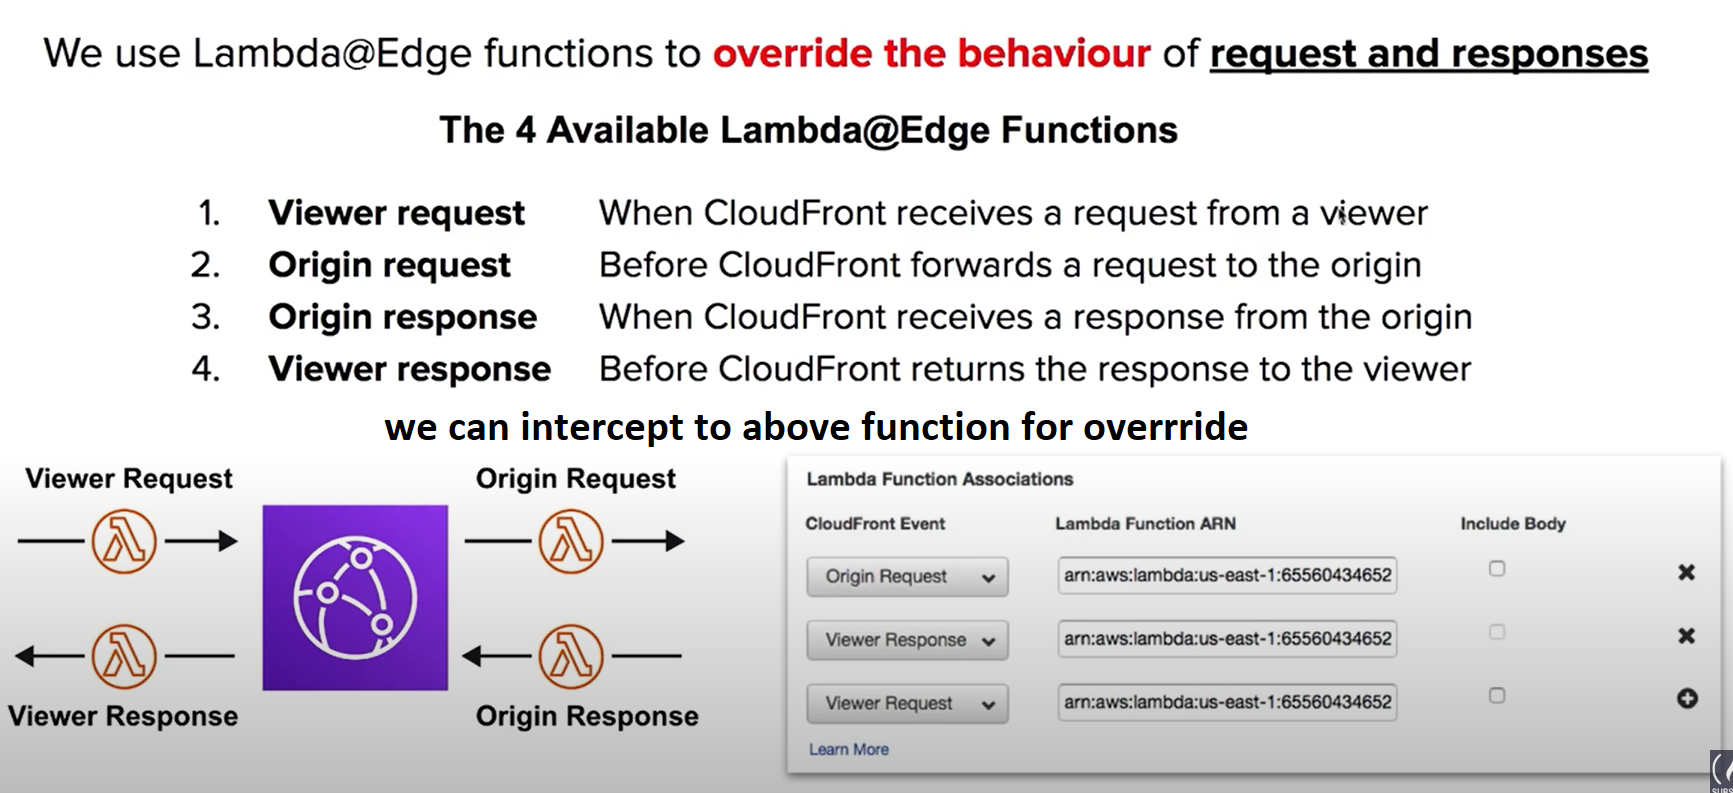 We use Lambda@Edge functions to override the behaviour of request and responses
The 4 Available Lambda@Edge Functions
1. Viewer request When CloudFront receives a request from a viewer
2. Origin request Before CloudFront forwards a request to the origin
3. Origin response When CloudFront receives a response from the origin
4. Viewer response Before CloudFront returns the response to the viewer
we can intercept to above function for overrride
Viewer Request
Origin Request
Viewer Response
Origin Response
Lambda Function Associations
CloudFront Event Lambda Function ARN Include Body
Origin Request arn:aws:lambda:us-east-1:65560434652
Viewer Response arn:aws:lambda:us-east-1:65560434652
Viewer Request arn:aws:lambda:us-east-1:65560434652
Learn More